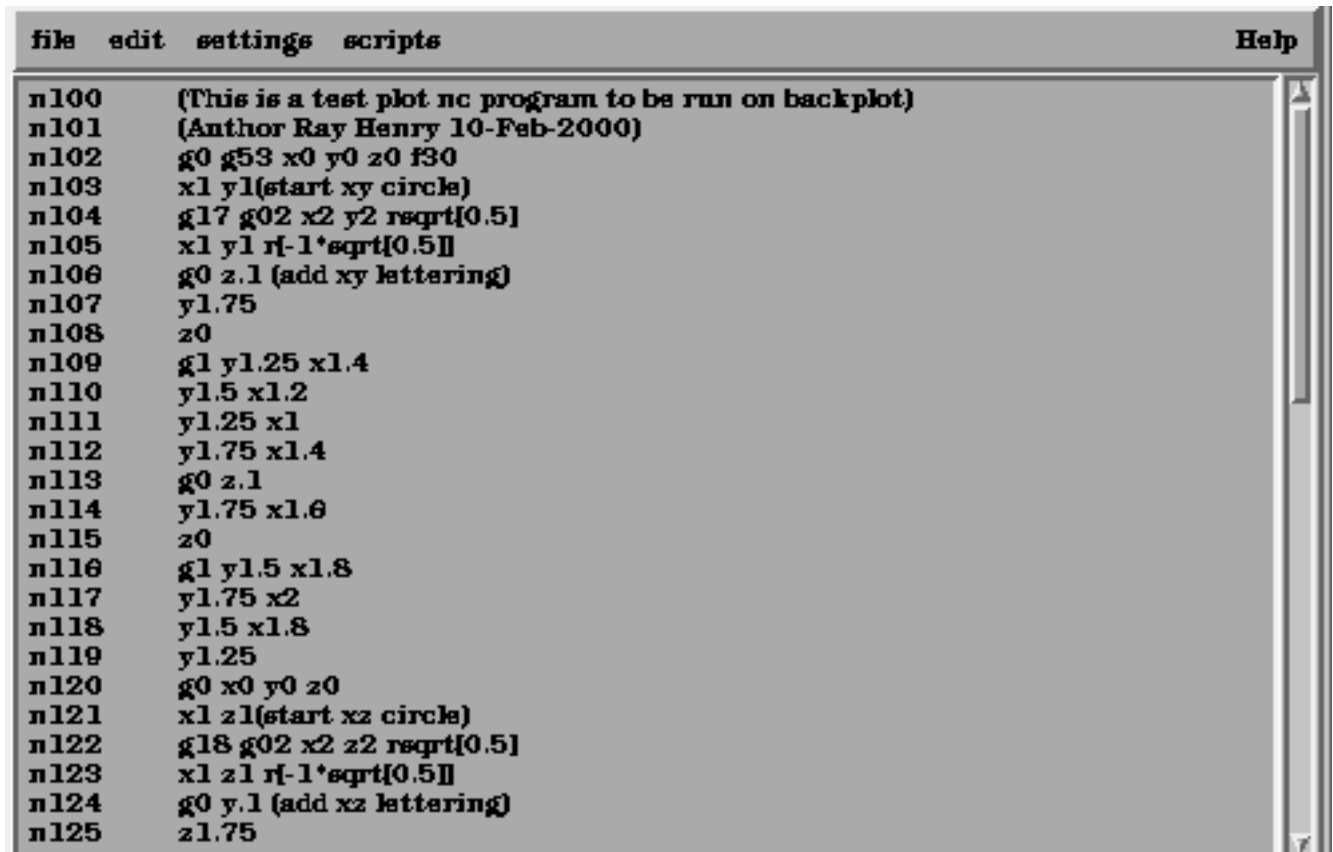 file edit settings scripts Help
n100 (This is a test plot nc program to be run on backplot)
n101 (Author Ray Henry 10-Feb-2000)
n102 g0 g53 x0 y0 z0 f30
n103 x1 y1(start xy circle)
n104 g17 g02 x2 y2 rsqrt[0.5]
n105 x1 y1 r[-1*sqrt[0.5]]
n106 g0 z.1 (add xy lettering)
n107 y1.75
n108 z0
n109 g1 y1.25 x1.4
n110 y1.5 x1.2
n111 y1.25 x1
n112 y1.75 x1.4
n113 g0 z.1
n114 y1.75 x1.6
n115 z0
n116 g1 y1.5 x1.8
n117 y1.75 x2
n118 y1.5 x1.8
n119 y1.25
n120 g0 x0 y0 z0
n121 x1 z1(start xz circle)
n122 g18 g02 x2 z2 rsqrt[0.5]
n123 x1 z1 r[-1*sqrt[0.5]]
n124 g0 y.1 (add xz lettering)
n125 z1.75